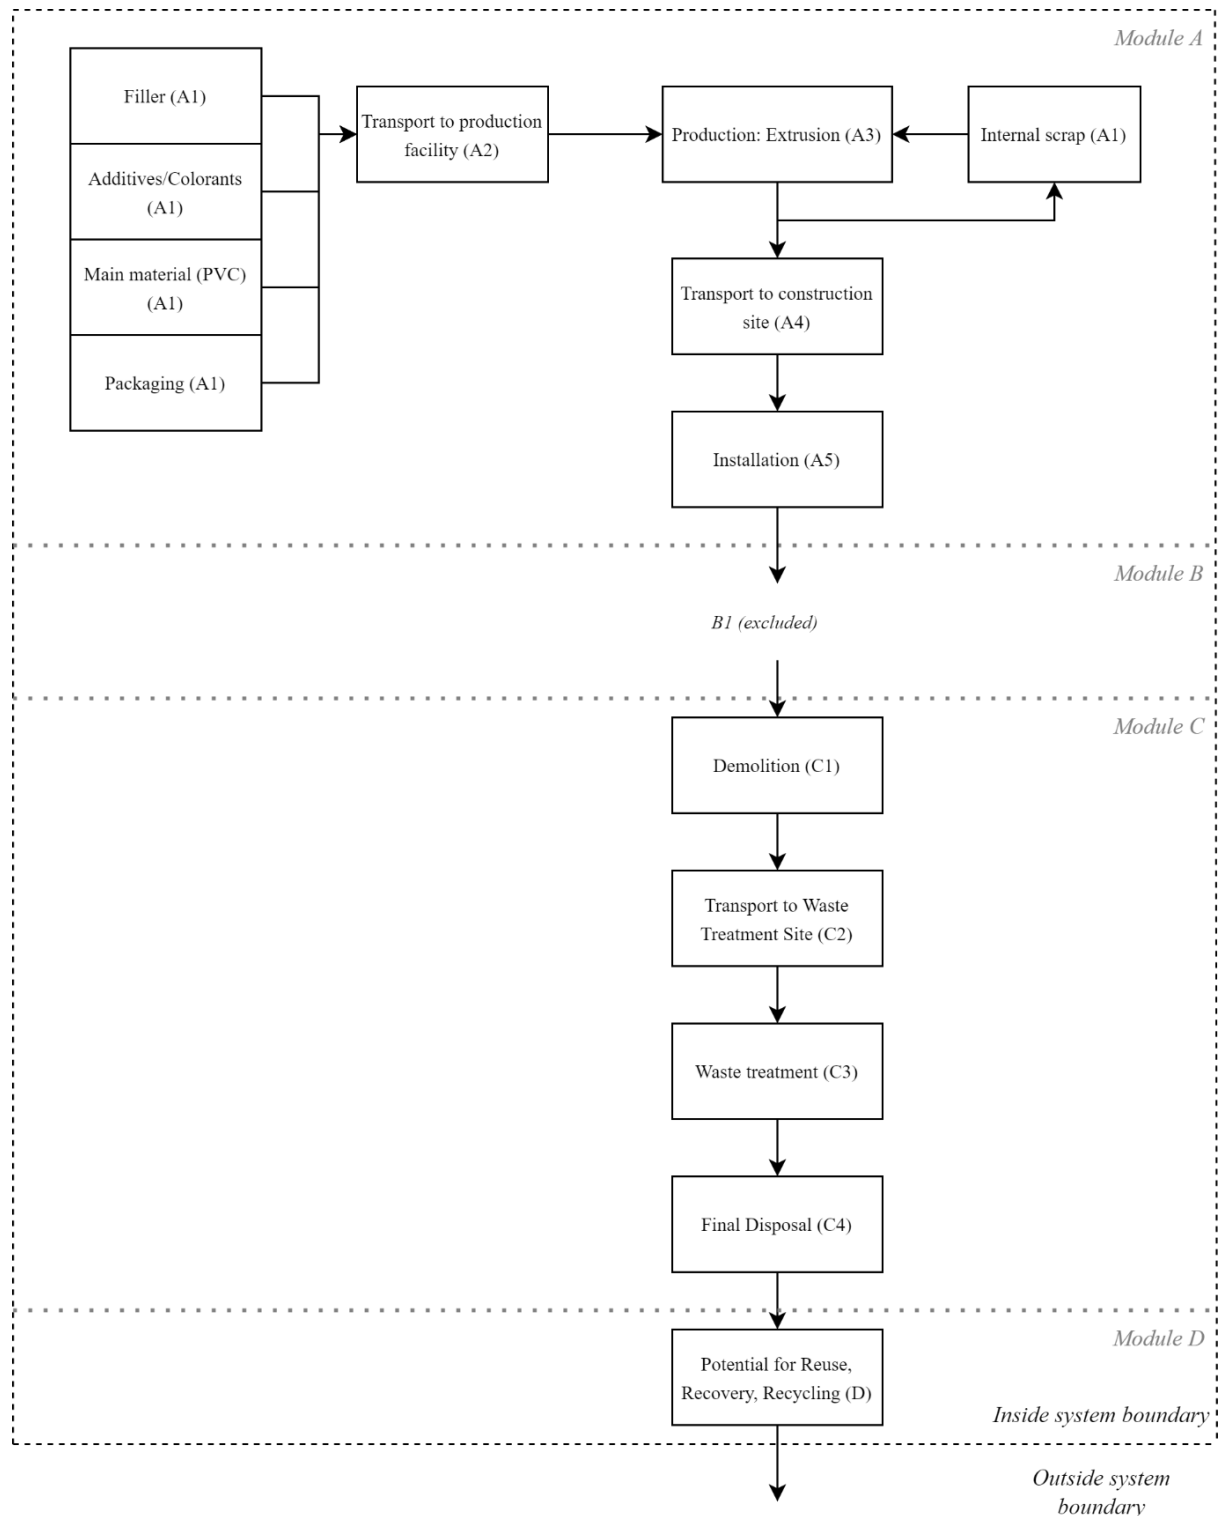 Module A
Filler (A1)
Additives/Colorants
(A1)
Main material (PVC)
(A1)
Packaging (A1)
Transport to production
facility (A2)
Production: Extrusion (A3)
Internal scrap (A1)
Transport to construction
site (A4)
Installation (A5)
Module B
B1 (excluded)
Module C
Demolition (C1)
Transport to Waste
Treatment Site (C2)
Waste treatment (C3)
Final Disposal (C4)
Module D
Potential for Reuse,
Recovery, Recycling (D)
Inside system boundary
Outside system
boundary